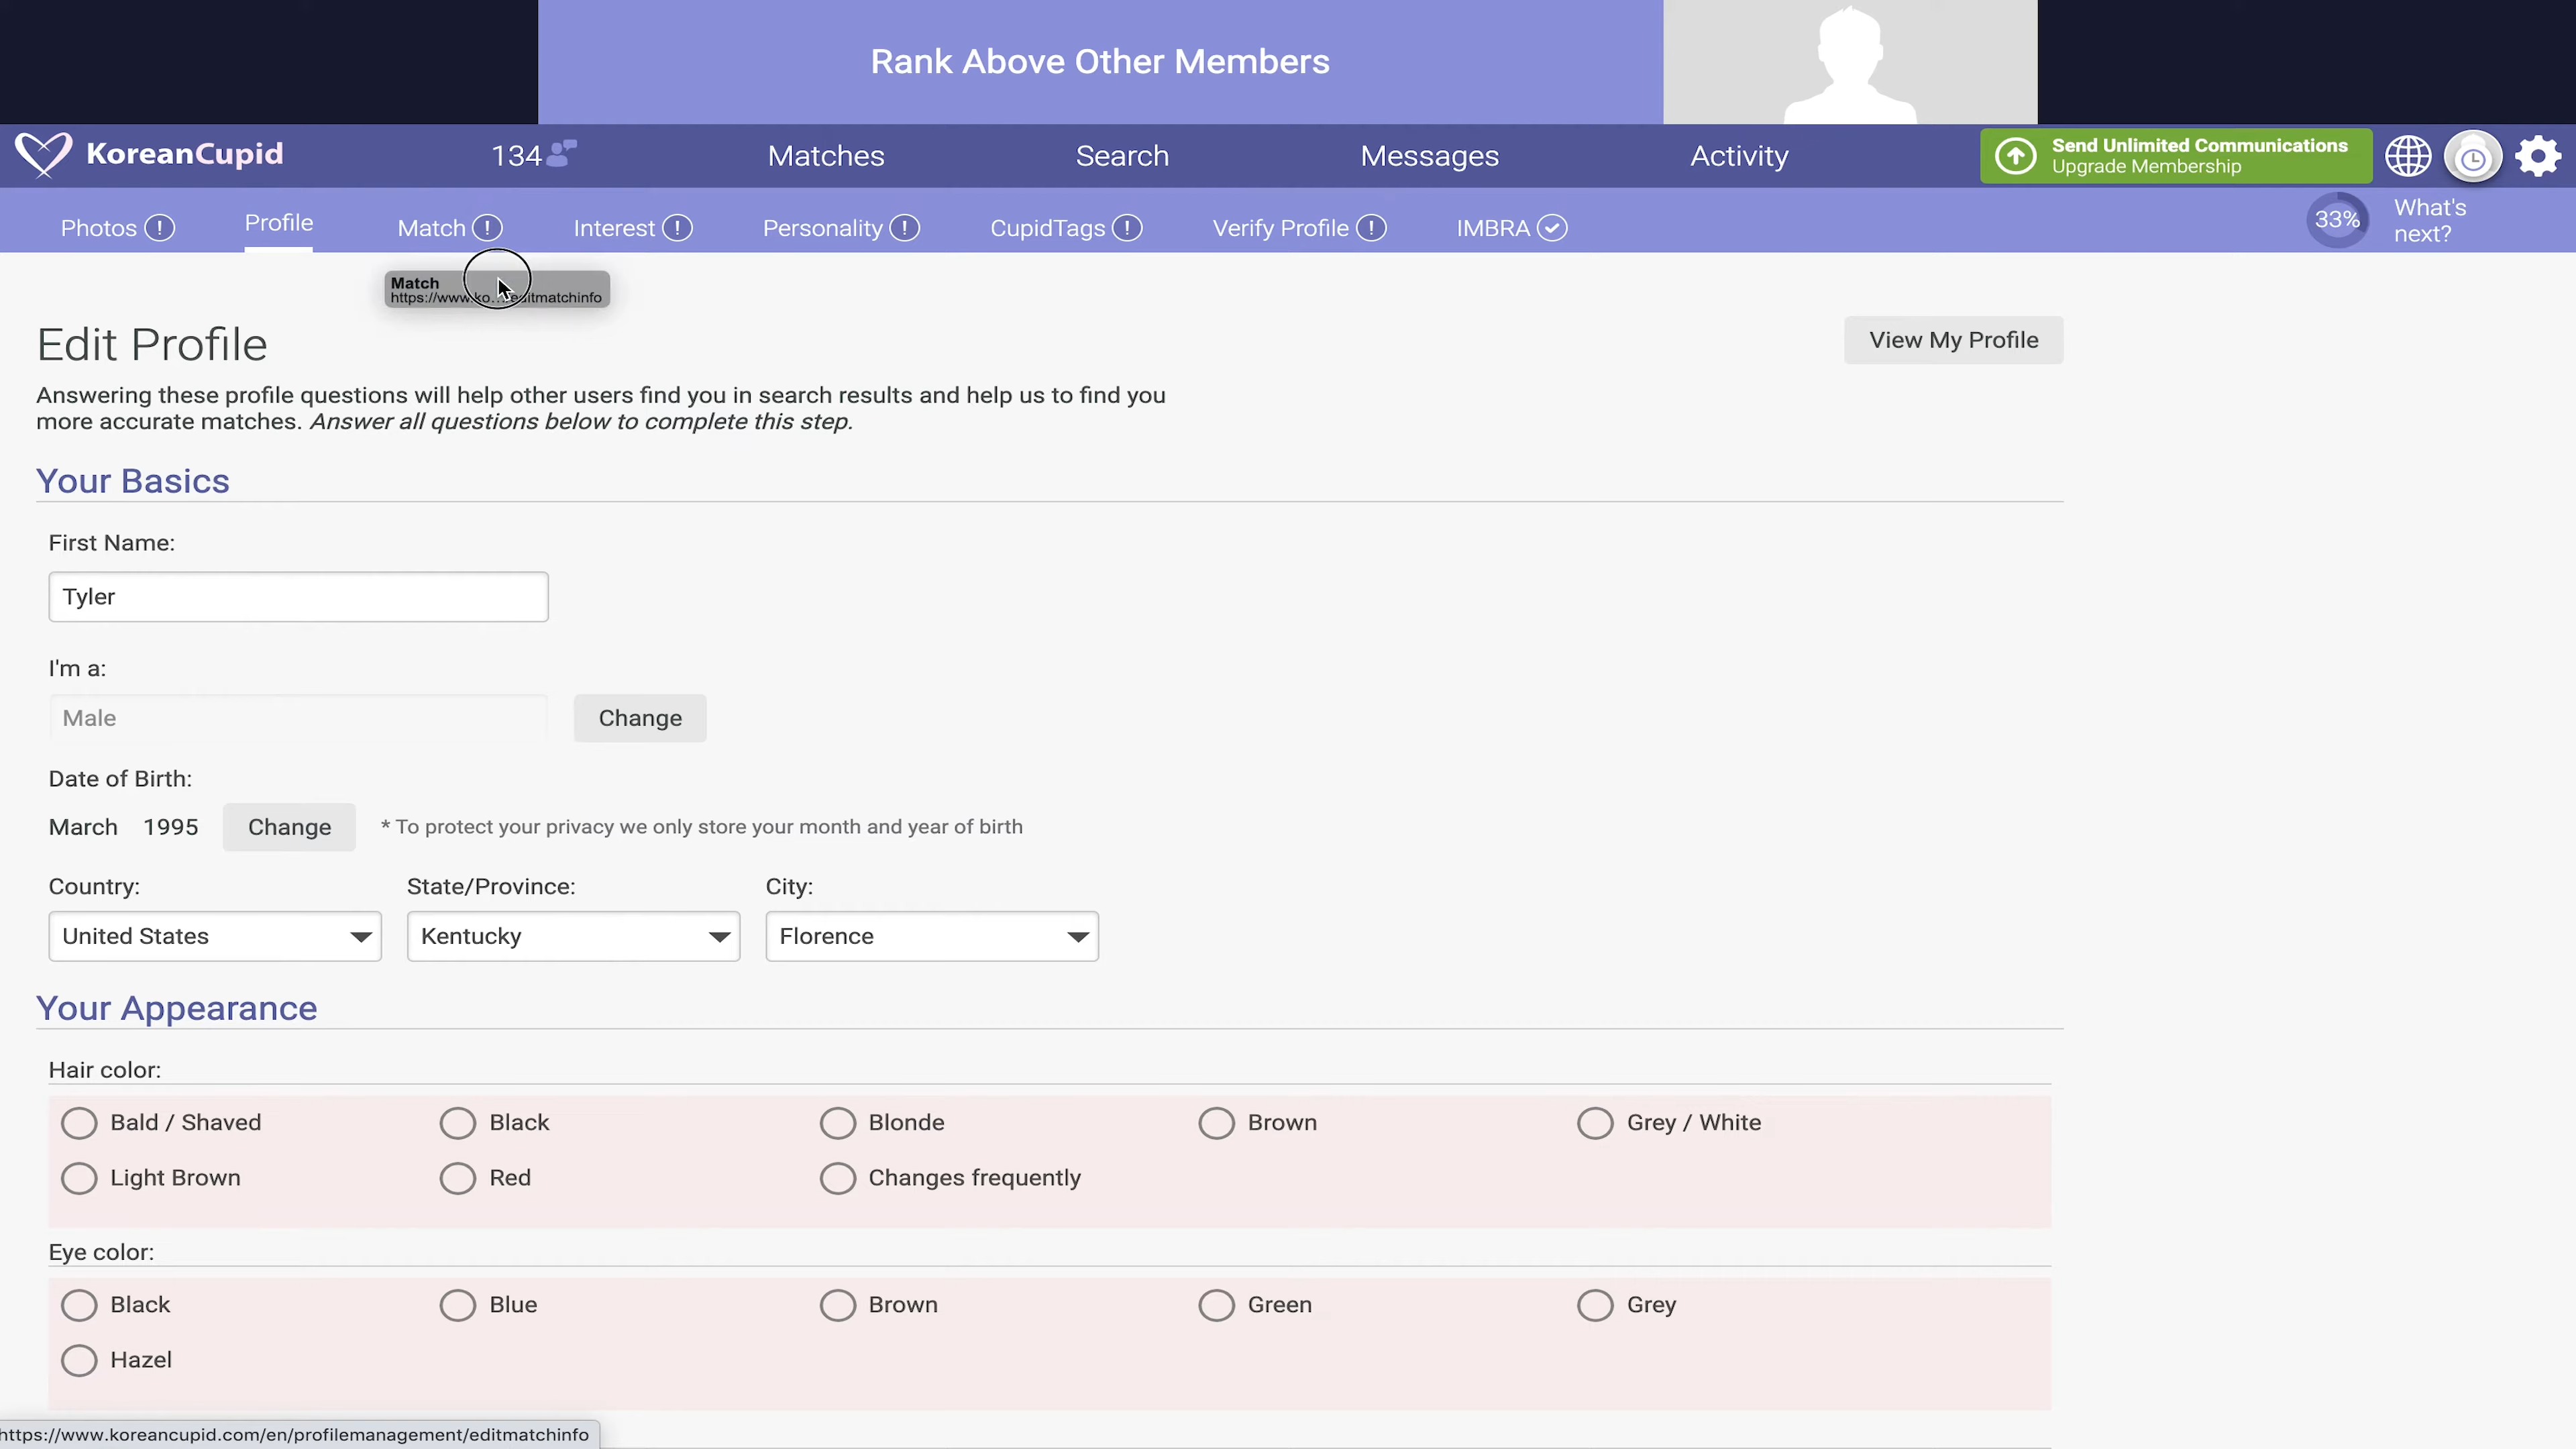 Rank Above Other Members
KoreanCupid
134
Matches
Search
Messages
Activity
Send Unlimited Communications
Upgrade Membership
Photos !
Profile
Match !
Interest !
Personality !
CupidTags !
Verify Profile !
IMBRA
33%
What's
next?
Match
https://www.ko...editmatchinfo
Edit Profile
View My Profile
Answering these profile questions will help other users find you in search results and help us to find you
more accurate matches. Answer all questions below to complete this step.
Your Basics
First Name:
Tyler
I'm a:
Male
Change
Date of Birth:
March 1995
Change
* To protect your privacy we only store your month and year of birth
Country:
State/Province:
City:
United States
Kentucky
Florence
Your Appearance
Hair color:
Bald / Shaved
Black
Blonde
Brown
Grey / White
Light Brown
Red
Changes frequently
Eye color:
Black
Blue
Brown
Green
Grey
Hazel
https://www.koreancupid.com/en/profilemanagement/editmatchinfo